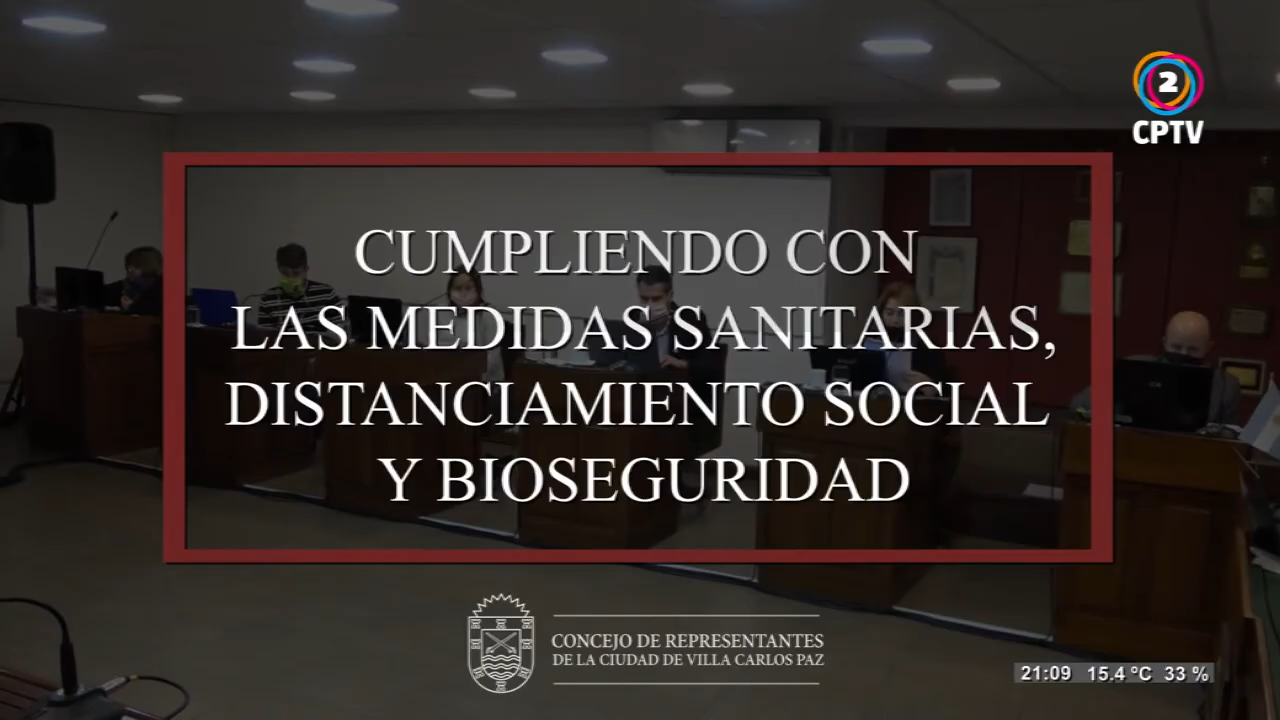 2
CPTV
CUMPLIENDO CON
LAS MEDIDAS SANITARIAS,
DISTANCIAMIENTO SOCIAL
Y BIOSEGURIDAD
CONCEJO DE REPRESENTANTES
DE LA CIUDAD DE VILLA CARLOS PAZ
21:09 15.4 ºC 33 %